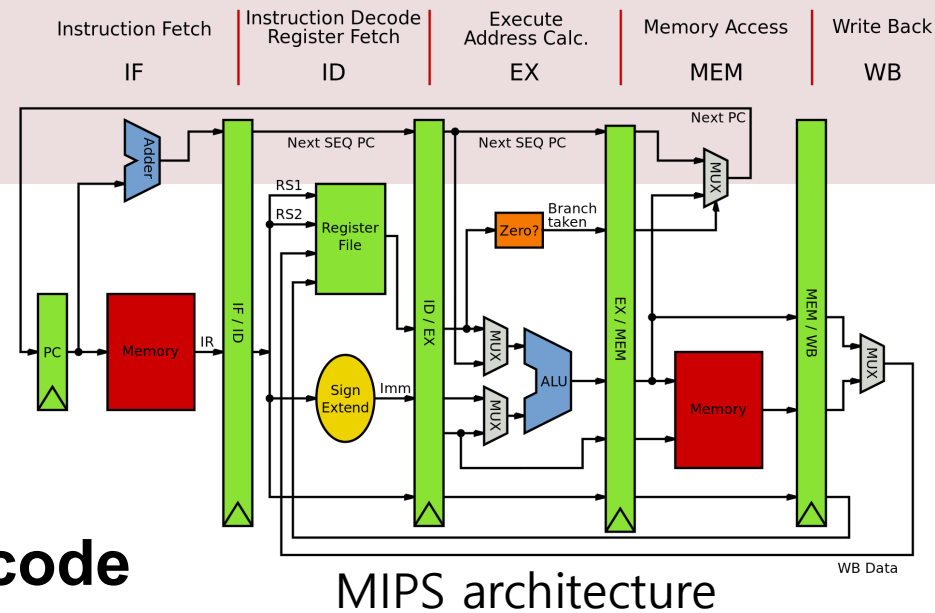 Instruction Fetch
Instruction Decode
Register Fetch
Execute
Address Calc.
Memory Access
Write Back
IF
ID
EX
MEM
WB
Next PC
Adder
Next SEQ PC
Next SEQ PC
MUX
RS1
RS2
Register
File
Branch
taken
Zero?
IF / ID
ID / EX
EX / MEM
MEM / WB
PC
Memory
IR
MUX
MUX
ALU
Sign
Extend
Imm
Memory
MUX
WB Data
code
MIPS architecture